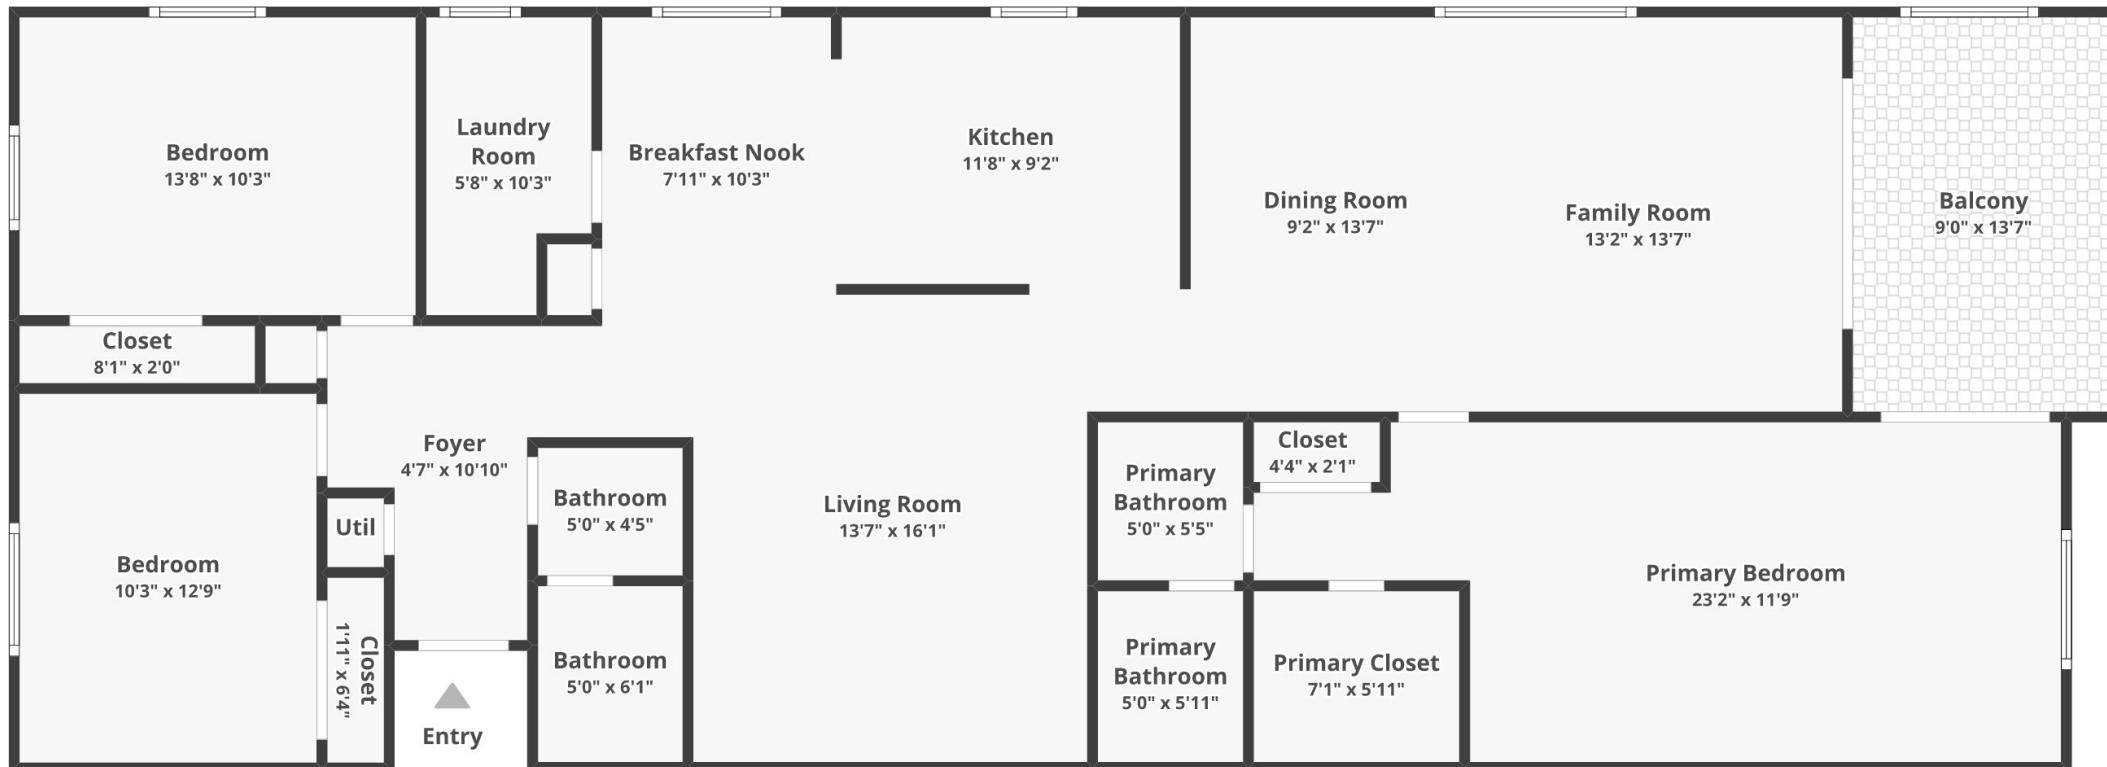 Bedroom
13'8" x 10'3"
Laundry
Room
5'8" x 10'3"
Breakfast Nook
7'11" x 10'3"
Kitchen
11'8" x 9'2"
Dining Room
9'2" x 13'7"
Family Room
13'2" x 13'7"
Balcony
9'0" x 13'7"
Closet
8'1" x 2'0"
Foyer
4'7" x 10'10"
Bathroom
5'0" x 4'5"
Living Room
13'7" x 16'1"
Primary
Bathroom
5'0" x 5'5"
Closet
4'4" x 2'1"
Util
Bedroom
10'3" x 12'9"
Primary Bedroom
23'2" x 11'9"
Closet
1'11" x 6'4"
Bathroom
5'0" x 6'1"
Primary
Bathroom
5'0" x 5'11"
Primary Closet
7'1" x 5'11"
Entry